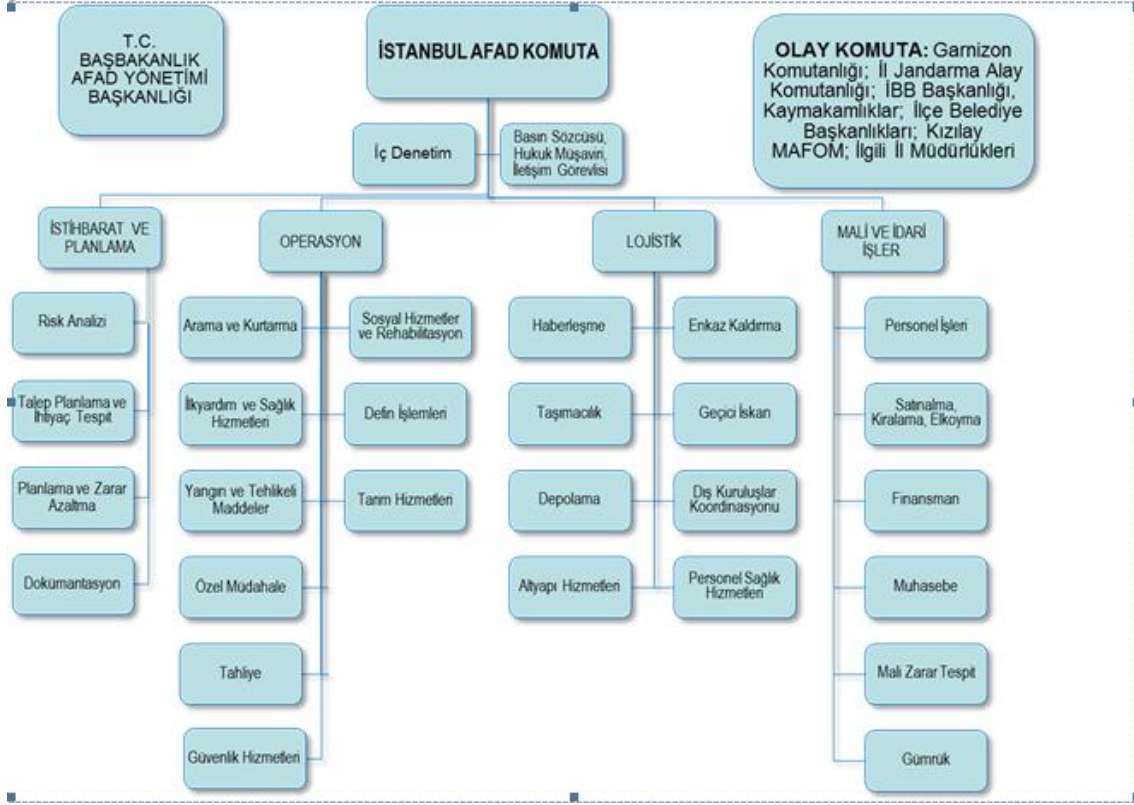 T.C.
BAŞBAKANLIK
AFAD YÖNETİMİ
BAŞKANLIĞI
İSTANBUL AFAD KOMUTA
OLAY KOMUTA: Garnizon
Komutanlığı; İl Jandarma Alay
Komutanlığı; İBB Başkanlığı,
Kaymakamlıklar; İlçe Belediye
Başkanlıkları; Kızılay
MAFOM; İlgili İl Müdürlükleri
İç Denetim
Basın Sözcüsü,
Hukuk Müşaviri,
İletişim Görevlisi
İSTİHBARAT VE
PLANLAMA
Risk Analizi
Talep Planlama ve
İhtiyaç Tespit
Planlama ve Zarar
Azaltma
Dokümantasyon
OPERASYON
Arama ve Kurtarma
İlkyardım ve Sağlık
Hizmetleri
Yangın ve Tehlikeli
Maddeler
Özel Müdahale
Tahliye
Güvenlik Hizmetleri
Sosyal Hizmetler
ve Rehabilitasyon
Defin İşlemleri
Tarım Hizmetleri
LOJİSTİK
Haberleşme
Taşımacılık
Depolama
Altyapı Hizmetleri
Enkaz Kaldırma
Geçici İskan
Dış Kuruluşlar
Koordinasyonu
Personel Sağlık
Hizmetleri
MALİ VE İDARİ
İŞLER
Personel İşleri
Satınalma,
Kiralama, Elkoyma
Finansman
Muhasebe
Mali Zarar Tespit
Gümrük